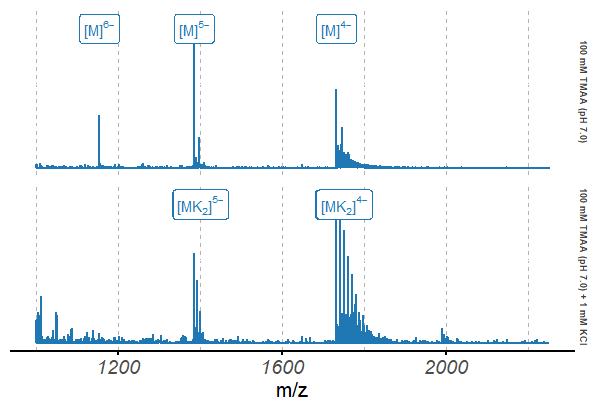 [M]⁶⁻ [M]⁵⁻ [M]⁴⁻
100 mM TMAA (pH 7.0)
[MK₂]⁵⁻ [MK₂]⁴⁻
100 mM TMAA (pH 7.0) + 1 mM KCl
1200 1600 2000
m/z